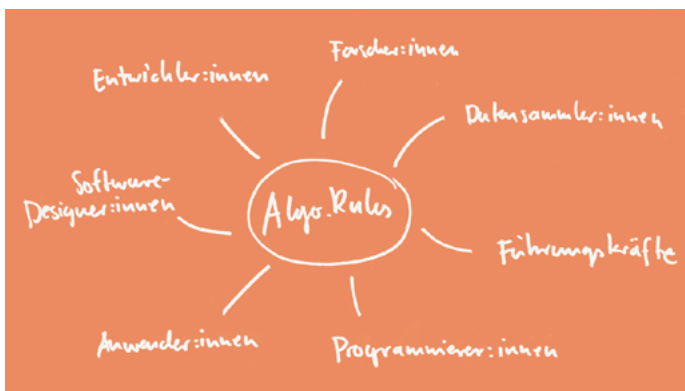 Forscher:innen
Entwickler:innen
Datensammler:innen
Software-
Designer:innen
Algo.Rules
Führungskräfte
Anwender:innen
Programmierer:innen